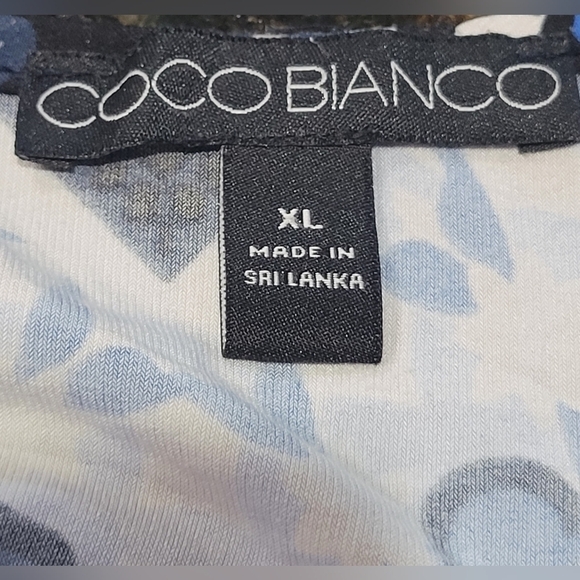 COCO BIANCO
XL
MADE IN
SRI LANKA